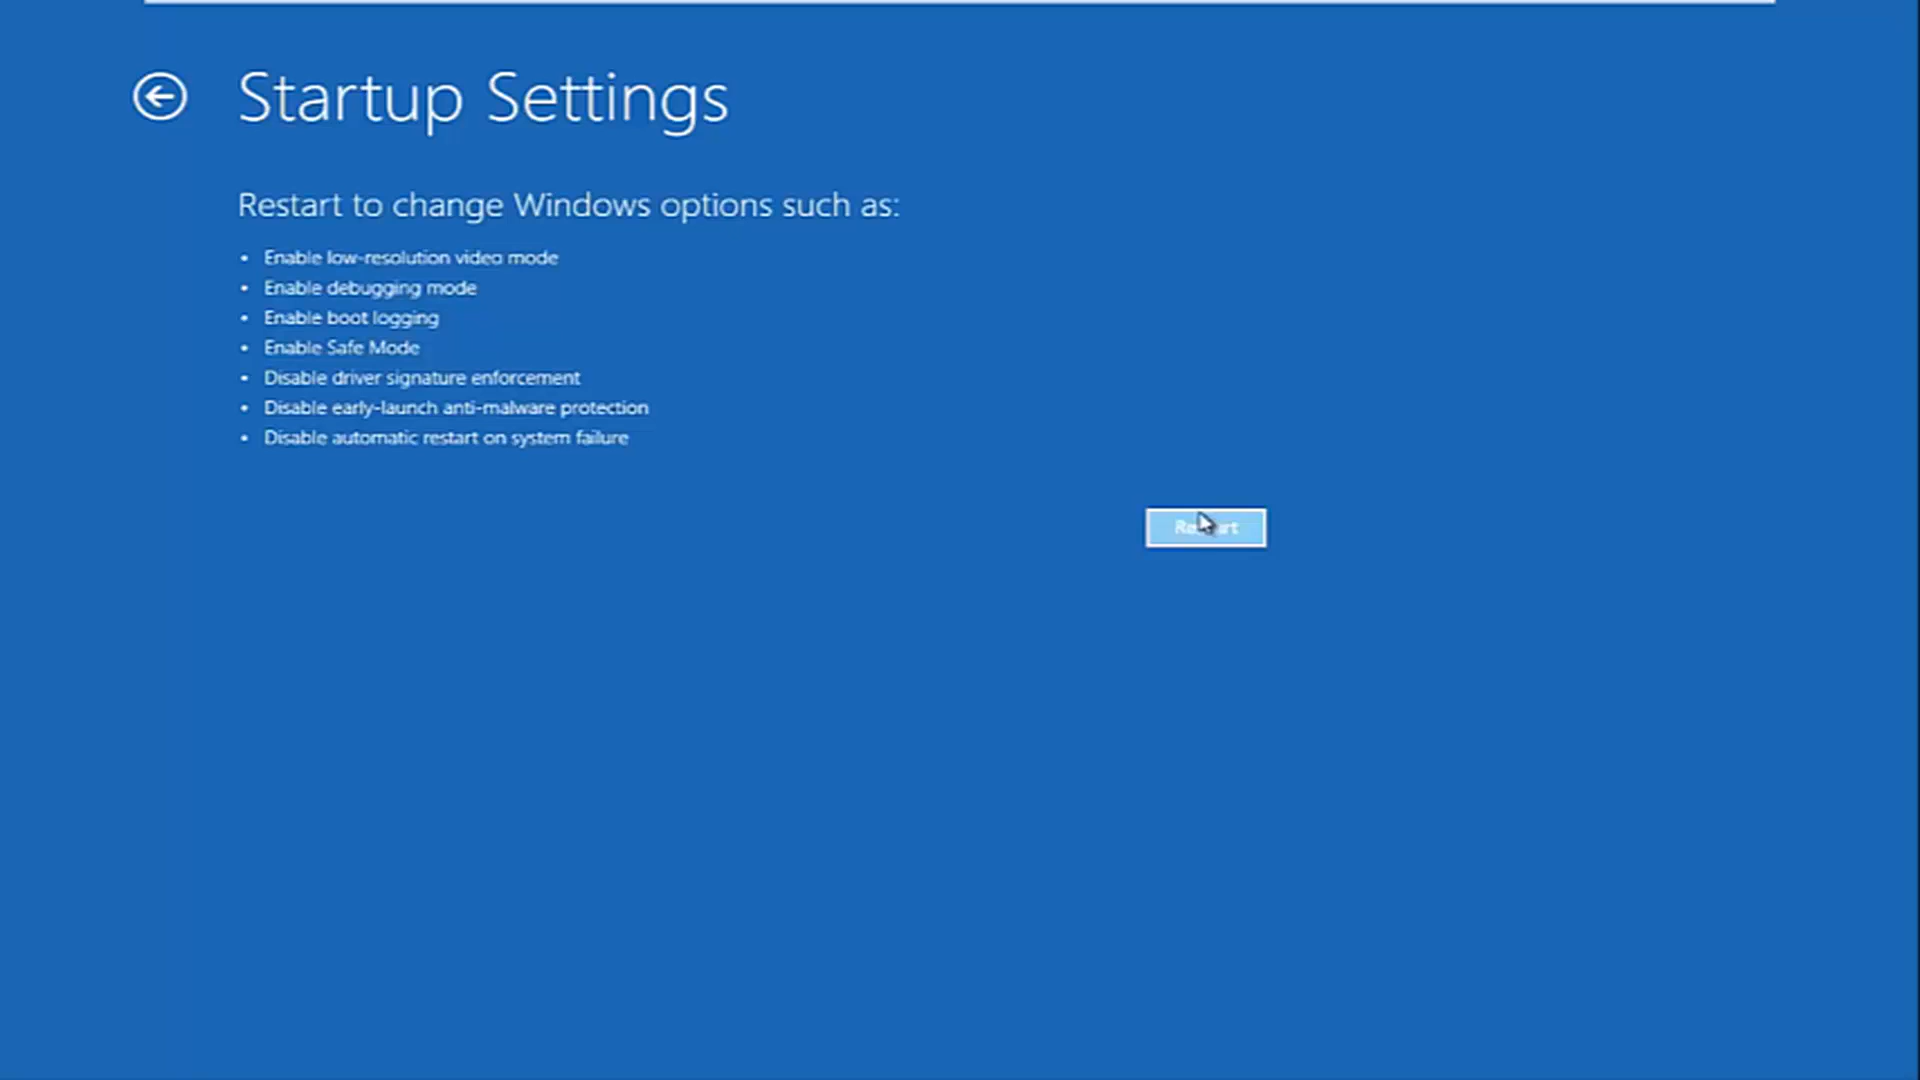 Startup Settings
Restart to change Windows options such as:
• Enable low-resolution video mode
• Enable debugging mode
• Enable boot logging
• Enable Safe Mode
• Disable driver signature enforcement
• Disable early-launch anti-malware protection
• Disable automatic restart on system failure
Restart